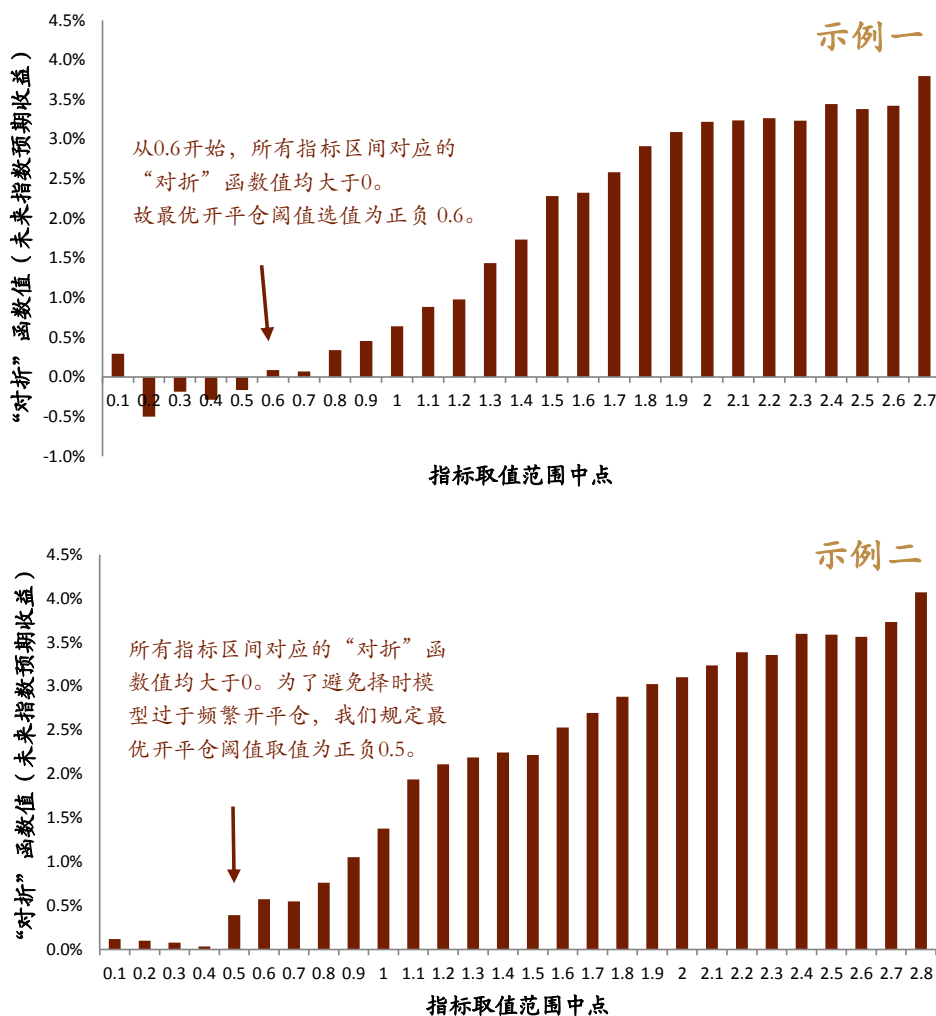 示例一
4.5%
4.0%
3.5%
3.0%
2.5%
2.0%
1.5%
1.0%
0.5%
0.0%
-0.5%
-1.0%
“对折”函数值(未来指数预期收益)
从0.6开始，所有指标区间对应的
“对折”函数值均大于0。
故最优开平仓阈值选值为正负 0.6。
0.1 0.2 0.3 0.4 0.5 0.6 0.7 0.8 0.9 1 1.1 1.2 1.3 1.4 1.5 1.6 1.7 1.8 1.9 2 2.1 2.2 2.3 2.4 2.5 2.6 2.7
指标取值范围中点
示例二
4.5%
4.0%
3.5%
3.0%
2.5%
2.0%
1.5%
1.0%
0.5%
0.0%
“对折”函数值(未来指数预期收益)
所有指标区间对应的“对折”函
数值均大于0。为了避免择时模
型过于频繁开平仓，我们规定最
优开平仓阈值取值为正负0.5。
0.1 0.2 0.3 0.4 0.5 0.6 0.7 0.8 0.9 1 1.1 1.2 1.3 1.4 1.5 1.6 1.7 1.8 1.9 2 2.1 2.2 2.3 2.4 2.5 2.6 2.7 2.8
指标取值范围中点